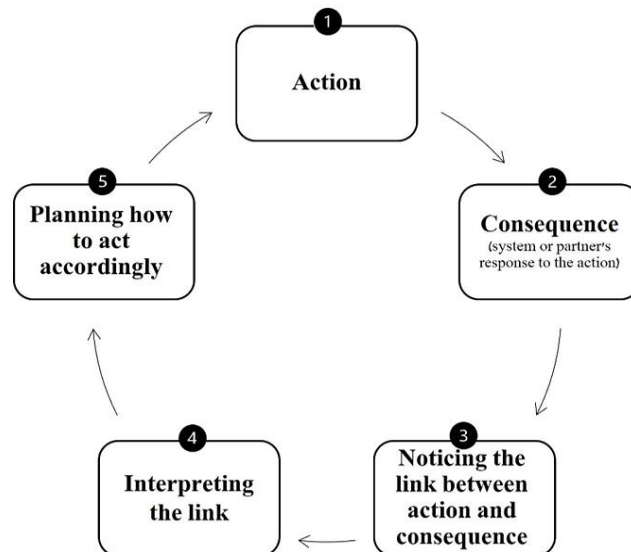 1
Action
2
Consequence
(system or partner's
response to the action)
3
Noticing the
link between
action and
consequence
4
Interpreting
the link
5
Planning how
to act
accordingly